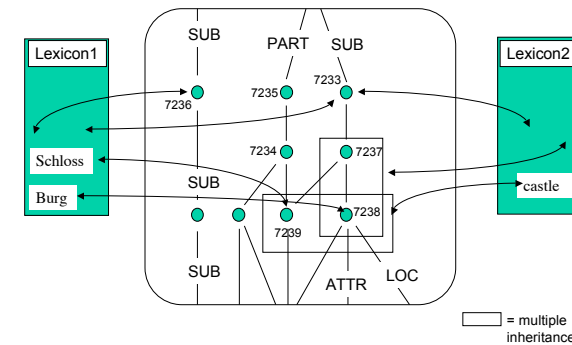 SUB
PART
SUB
Lexicon1
Lexicon2
7236
7235
7233
7234
7237
Schloss
Burg
castle
SUB
7238
7239
SUB
ATTR
LOC
= multiple
inheritance